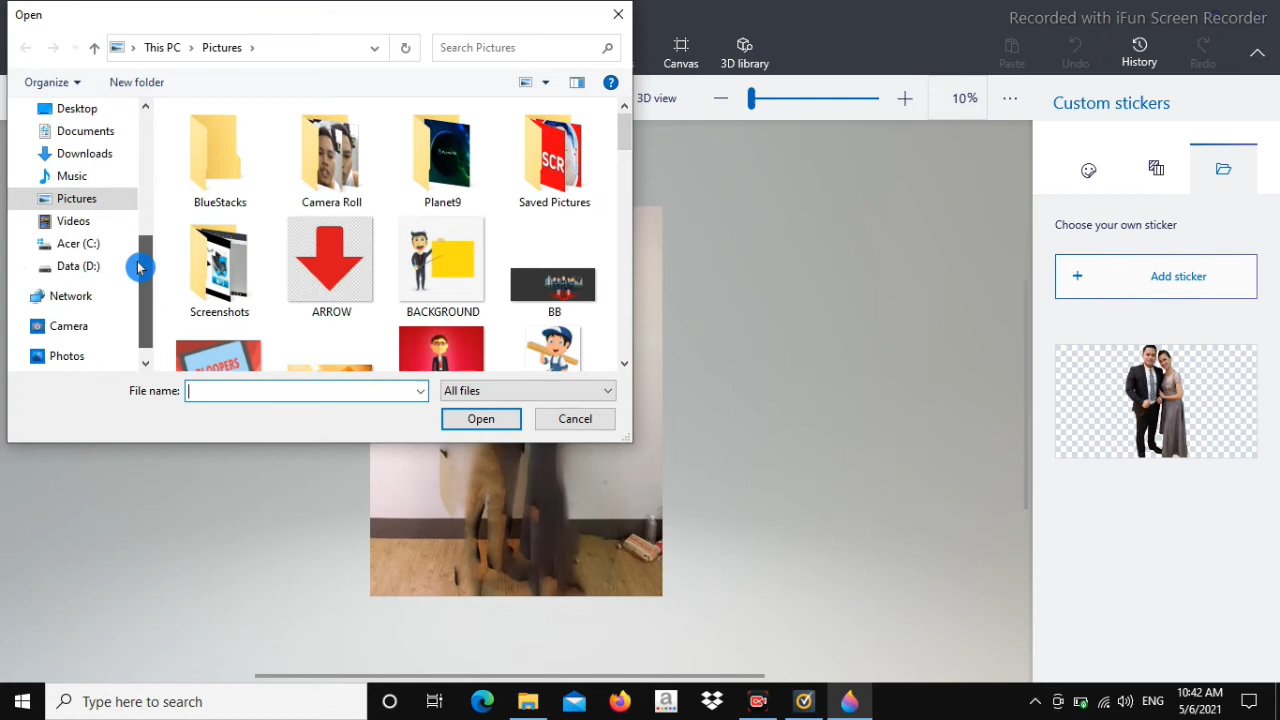 Open
Recorded with iFun Screen Recorder
This PC
Pictures
Search Pictures
Canvas
3D library
Paste
Undo
History
Redo
Organize
New folder
3D view
10%
Custom stickers
Desktop
Documents
Downloads
Music
Pictures
Videos
Acer (C:)
Data (D:)
Network
Camera
Photos
BlueStacks
Camera Roll
Planet9
SCR
Saved Pictures
Screenshots
ARROW
BACKGROUND
BB
BLOOPERS
Choose your own sticker
Add sticker
File name:
All files
Open
Cancel
Type here to search
ENG
10:42 AM
5/6/2021